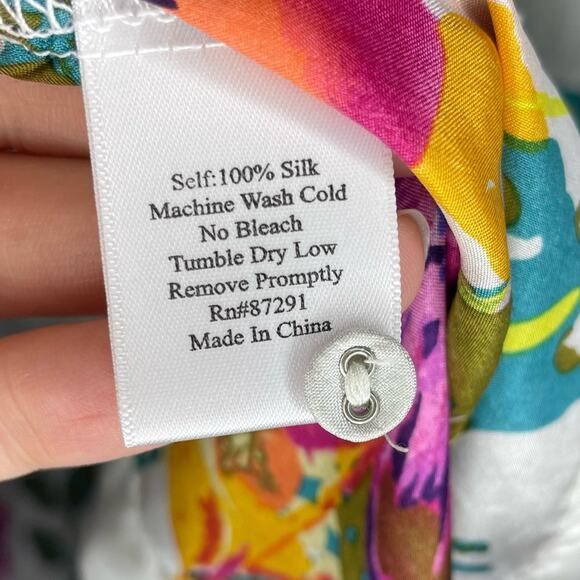 Self:100% Silk
Machine Wash Cold
No Bleach
Tumble Dry Low
Remove Promptly
Rn#87291
Made In China